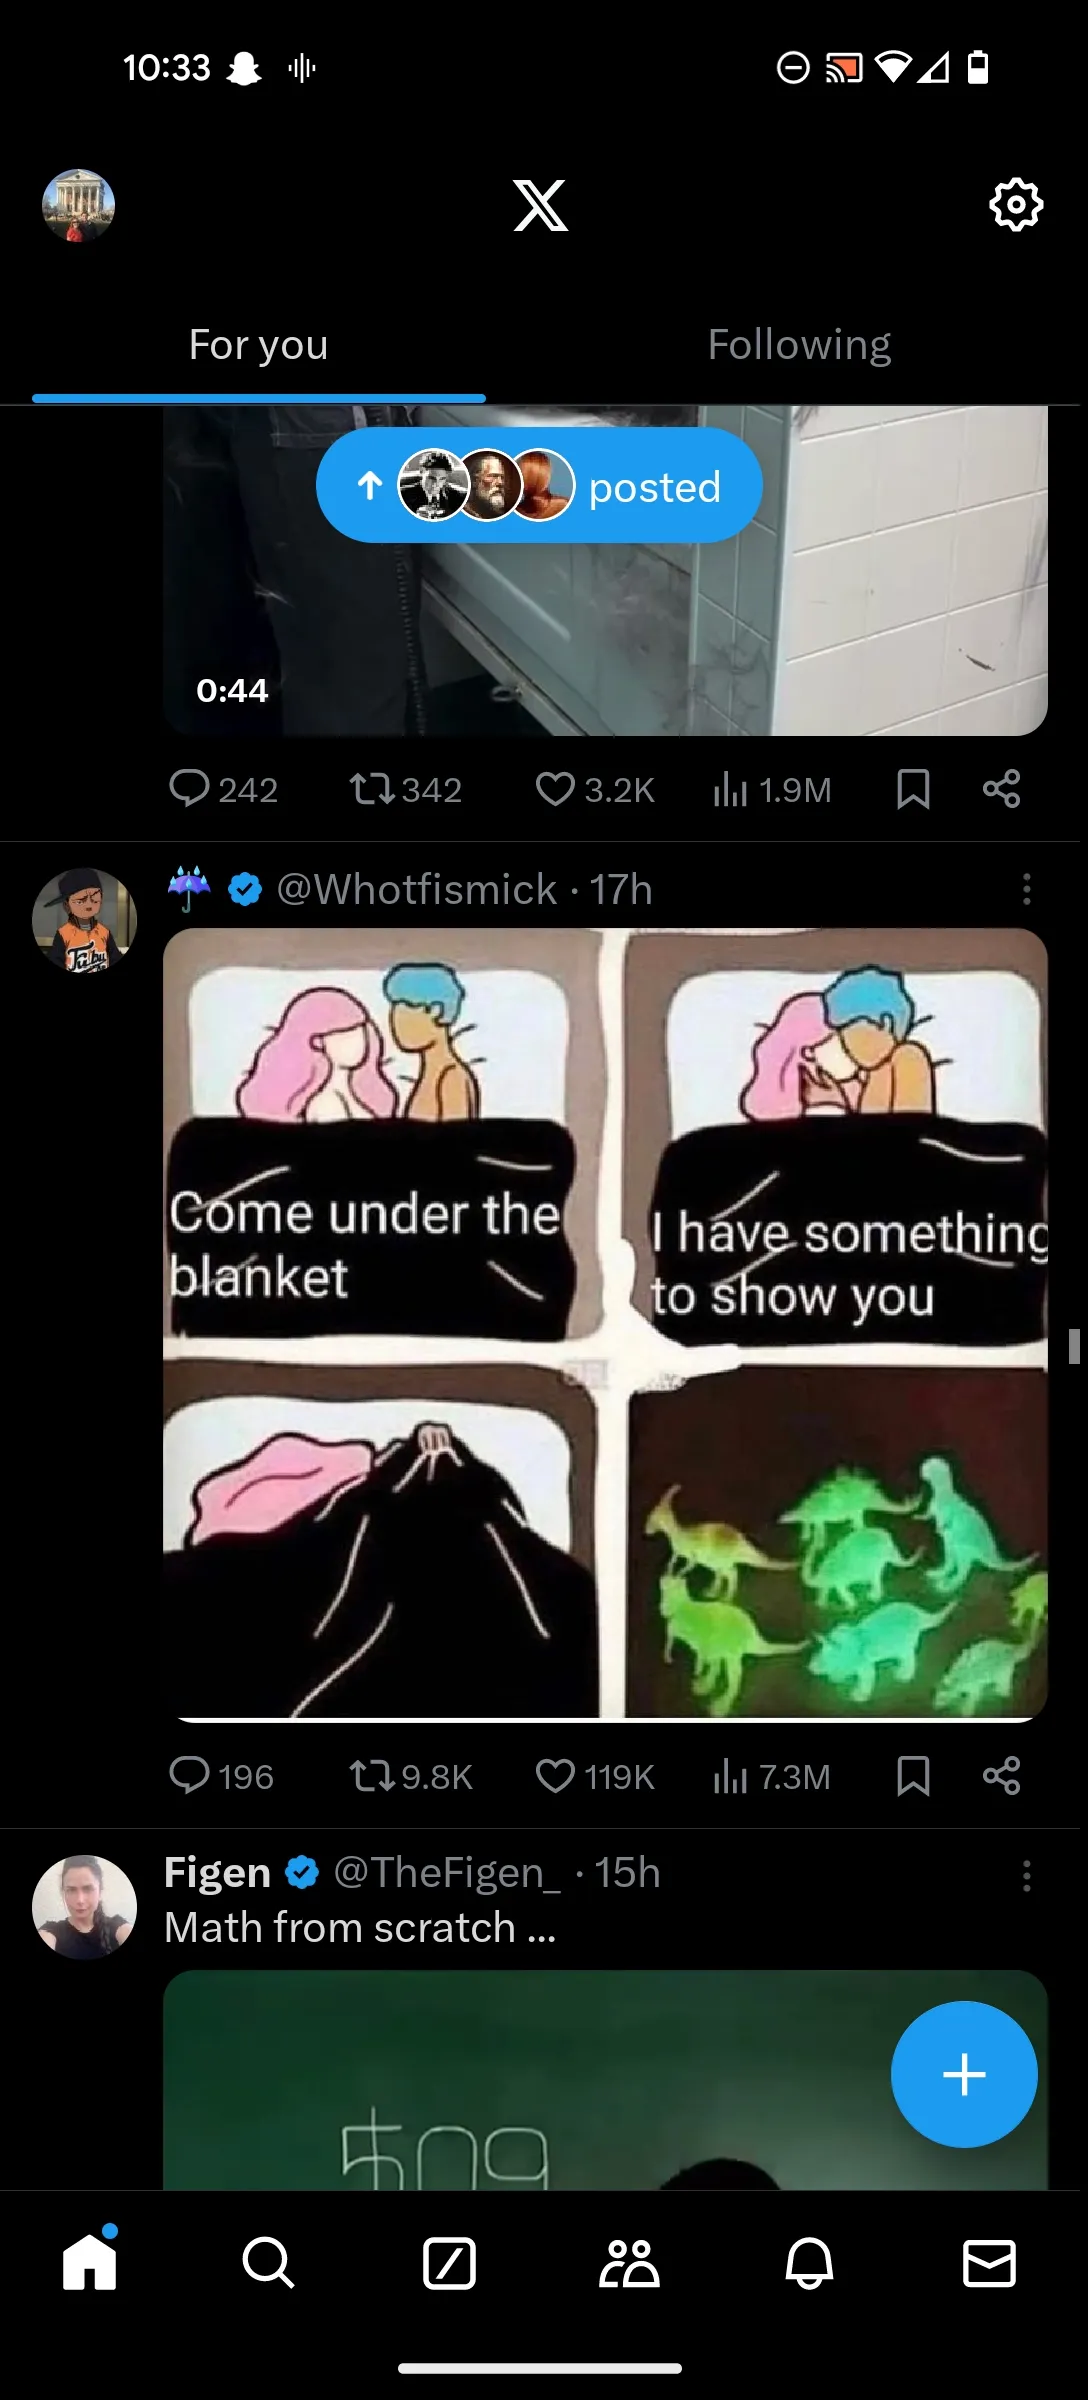 10:33
For you
Following
posted
0:44
242
342
3.2K
1.9M
@Whotfismick · 17h
Come under the
blanket
I have something
to show you
196
9.8K
119K
7.3M
Figen @TheFigen_ · 15h
Math from scratch ...